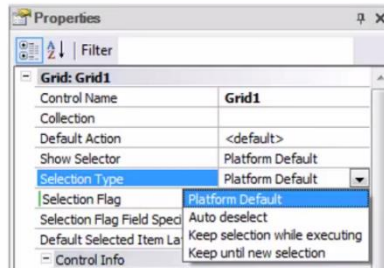 Properties
Filter
Grid: Grid1
Control Name Grid1
Collection
Default Action <default>
Show Selector Platform Default
Selection Type Platform Default
Selection Flag Platform Default
Selection Flag Field Speci Auto deselect
Default Selected Item La Keep selection while executing
Control Info Keep until new selection